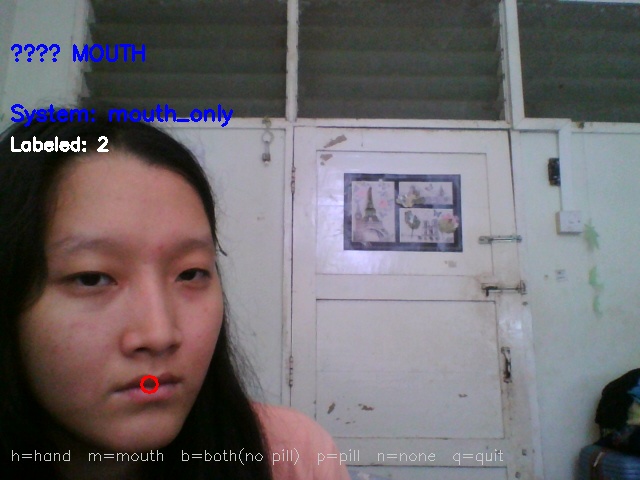 ???? MOUTH
System: mouth_only
Labeled: 2
h=hand m=mouth b=both(no pill) p=pill n=none q=quit